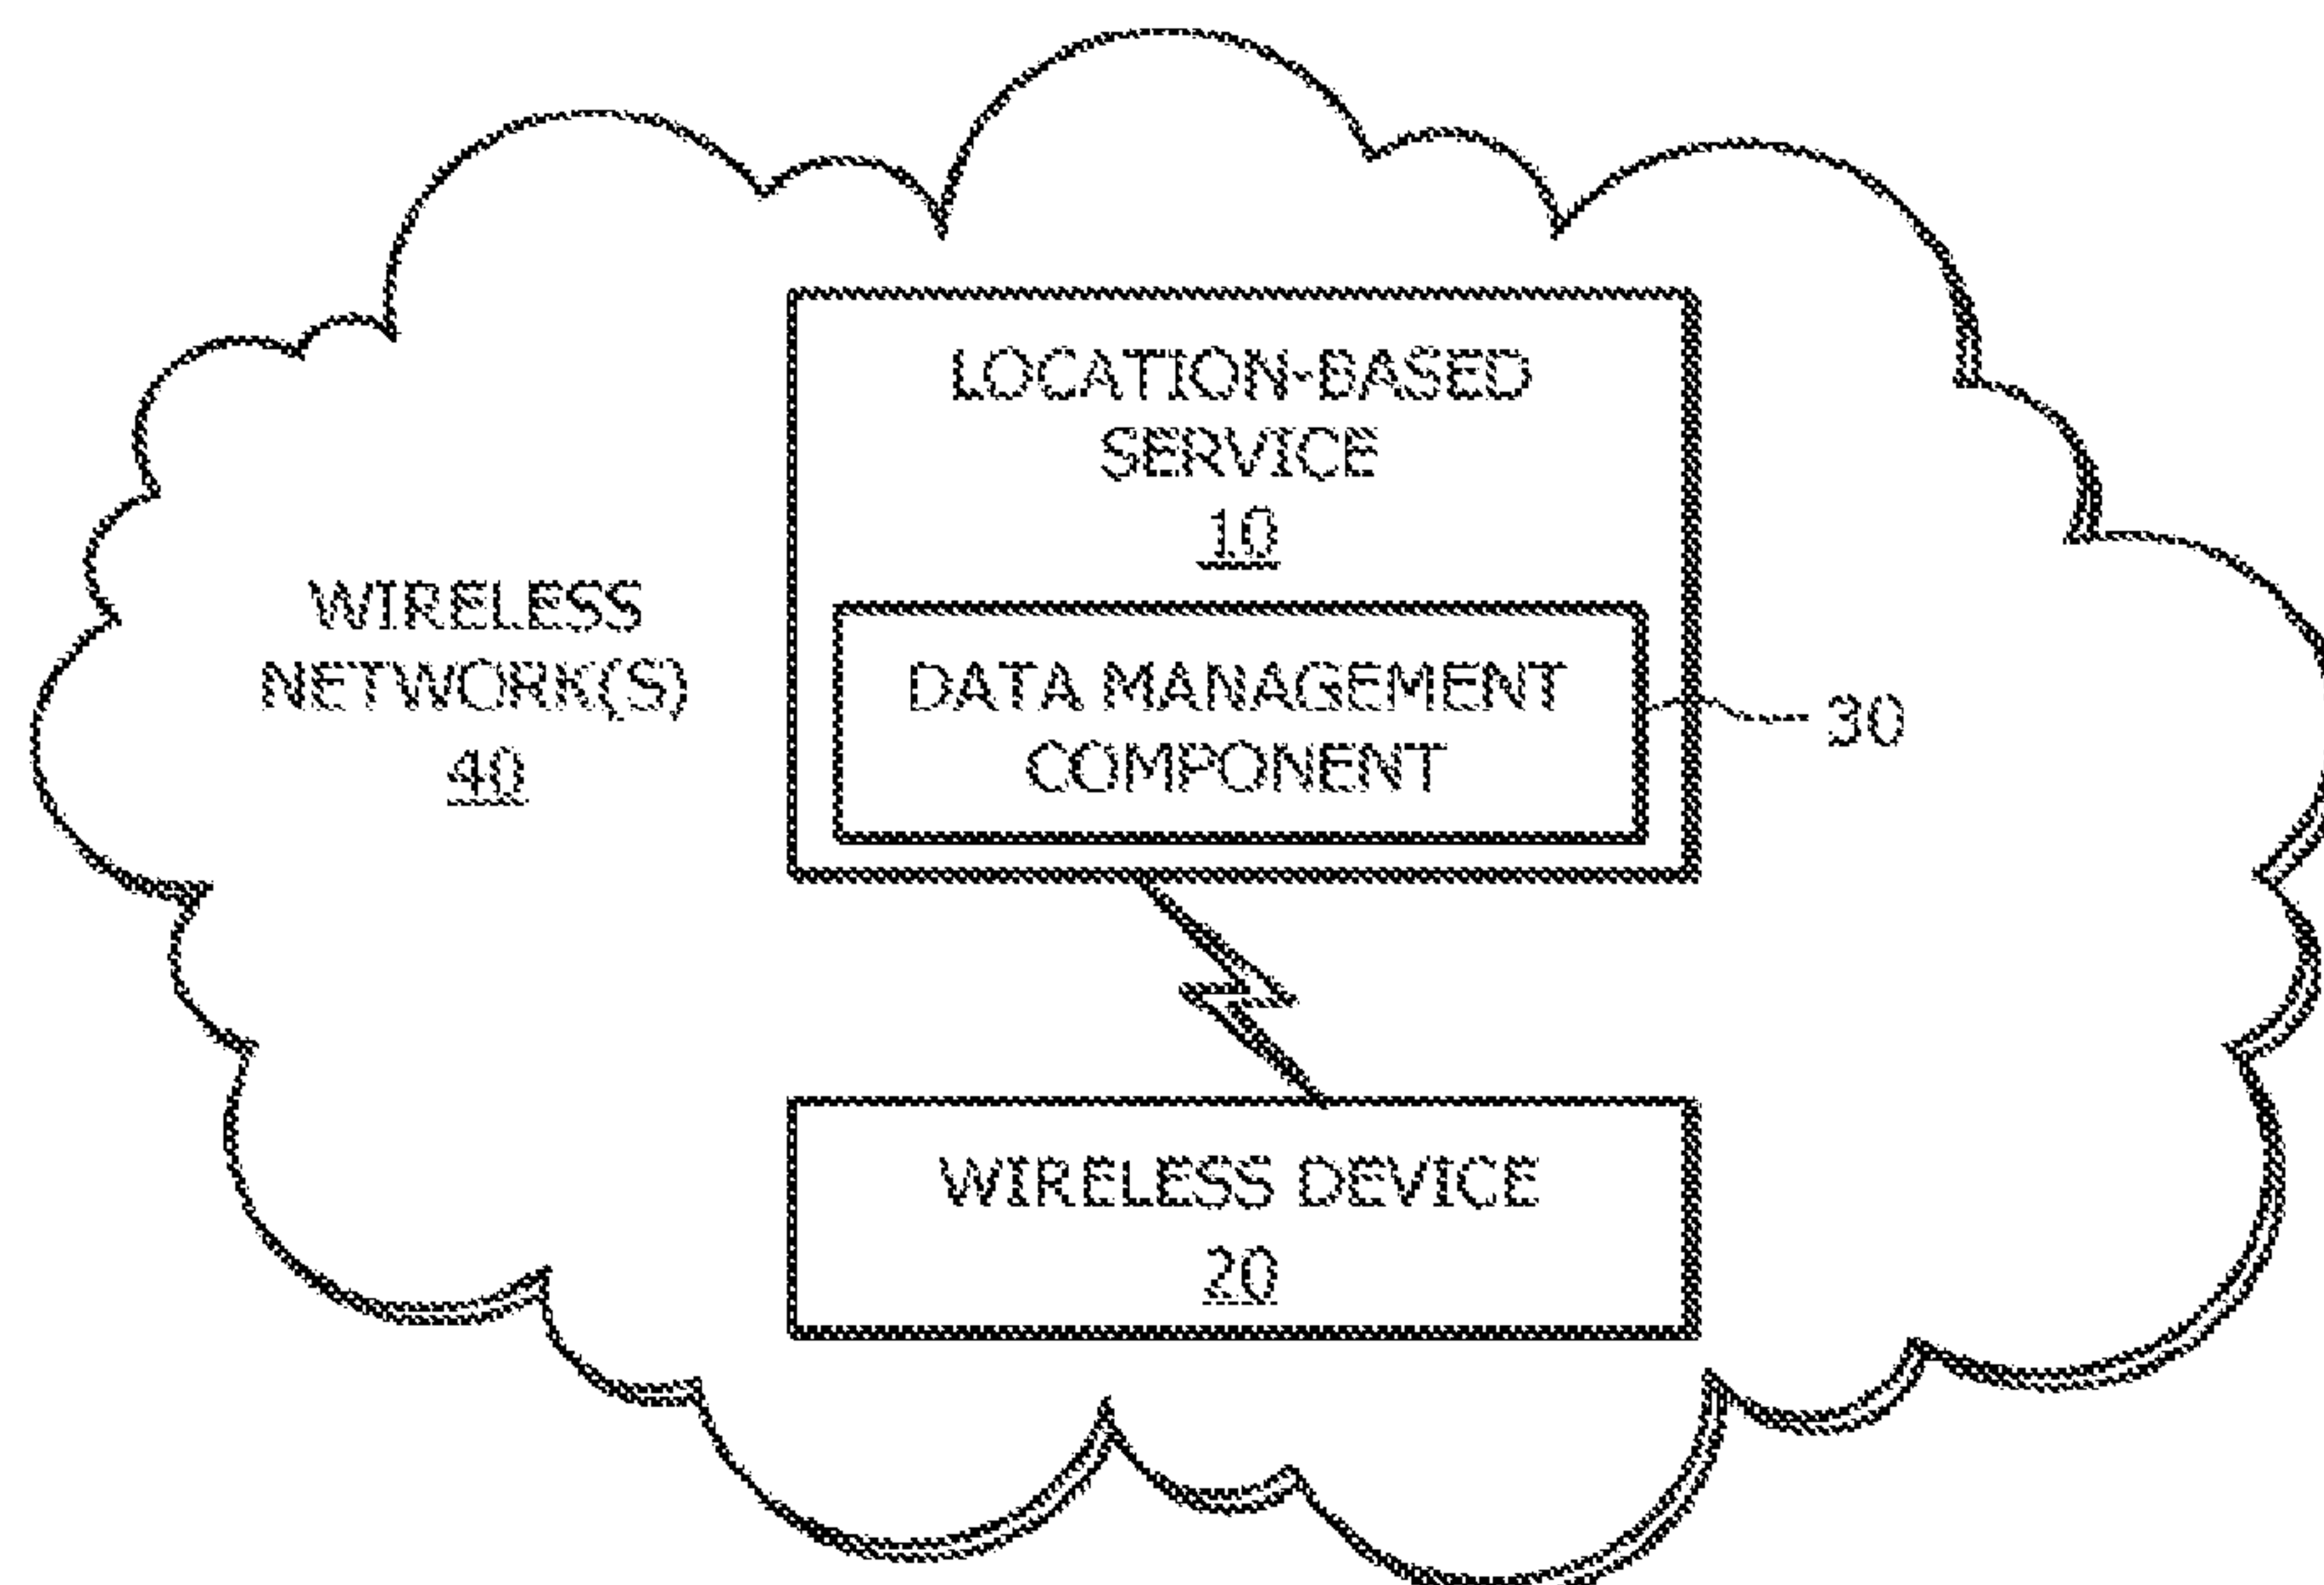 LOCATION-BASED
SERVICE
10
WIRELESS
NETWORK(S)
40
DATA MANAGEMENT
COMPONENT
30
WIRELESS DEVICE
20